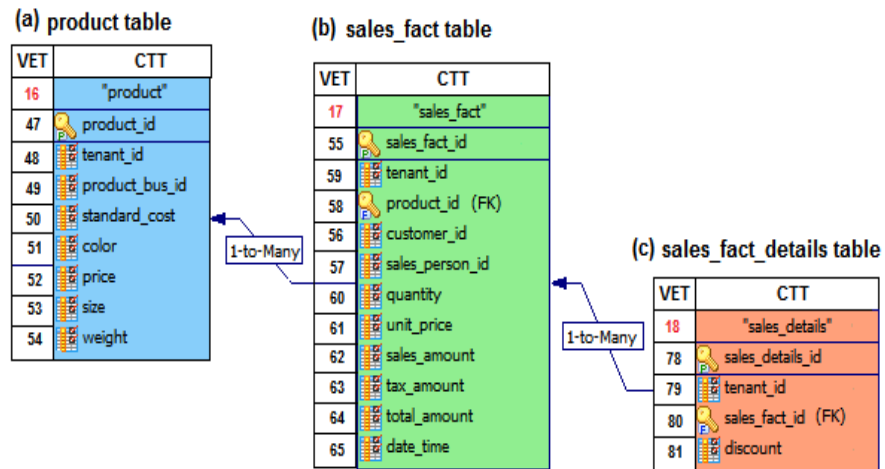 (a) product table
VET CTT
16 "product"
47 product_id
48 tenant_id
49 product_bus_id
50 standard_cost
51 color
52 price
53 size
54 weight
1-to-Many
(b) sales_fact table
VET CTT
17 "sales_fact"
55 sales_fact_id
59 tenant_id
58 product_id (FK)
56 customer_id
57 sales_person_id
60 quantity
61 unit_price
62 sales_amount
63 tax_amount
64 total_amount
65 date_time
1-to-Many
(c) sales_fact_details table
VET CTT
18 "sales_details"
78 sales_details_id
79 tenant_id
80 sales_fact_id (FK)
81 discount